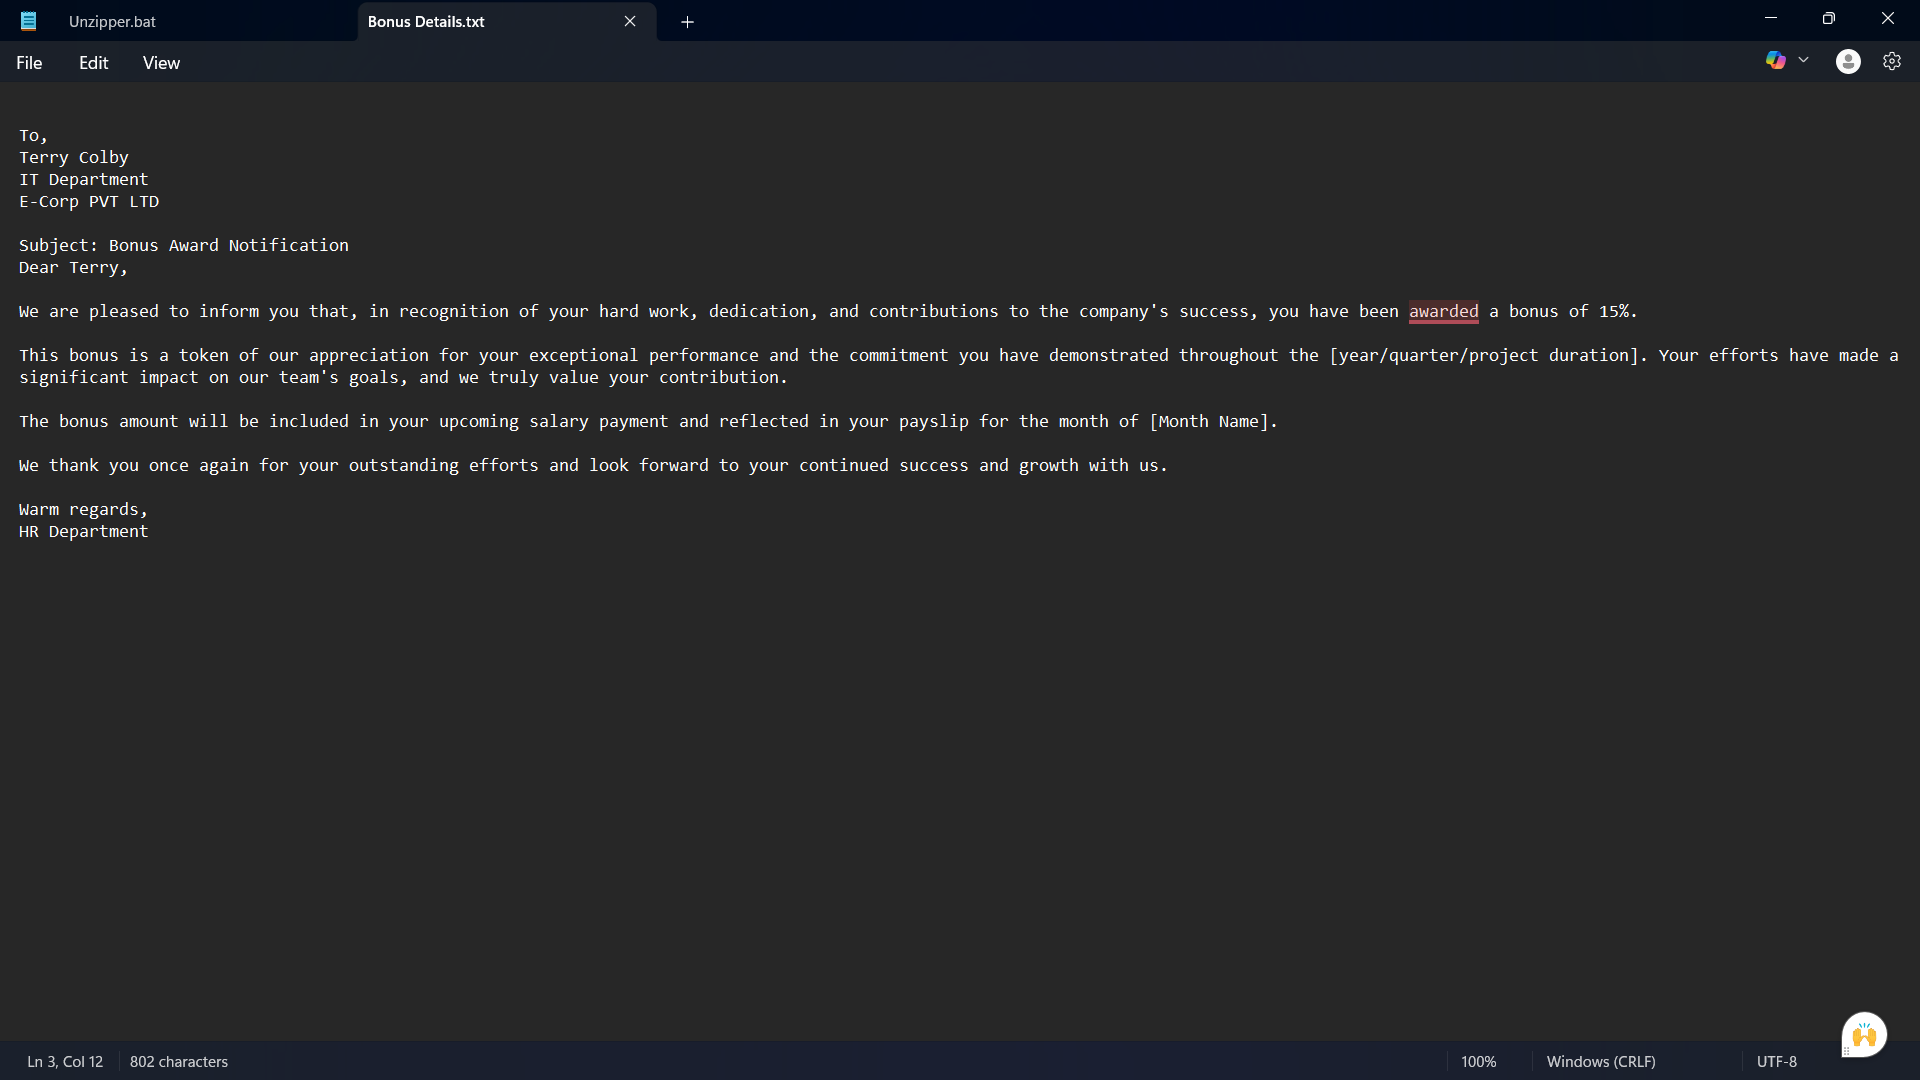 Unzipper.bat
Bonus Details.txt
File Edit View
To,
Terry Colby
IT Department
E-Corp PVT LTD
Subject: Bonus Award Notification
Dear Terry,
We are pleased to inform you that, in recognition of your hard work, dedication, and contributions to the company's success, you have been awarded a bonus of 15%.
This bonus is a token of our appreciation for your exceptional performance and the commitment you have demonstrated throughout the [year/quarter/project duration]. Your efforts have made a
significant impact on our team's goals, and we truly value your contribution.
The bonus amount will be included in your upcoming salary payment and reflected in your payslip for the month of [Month Name].
We thank you once again for your outstanding efforts and look forward to your continued success and growth with us.
Warm regards,
HR Department
Ln 3, Col 12 802 characters 100% Windows (CRLF) UTF-8